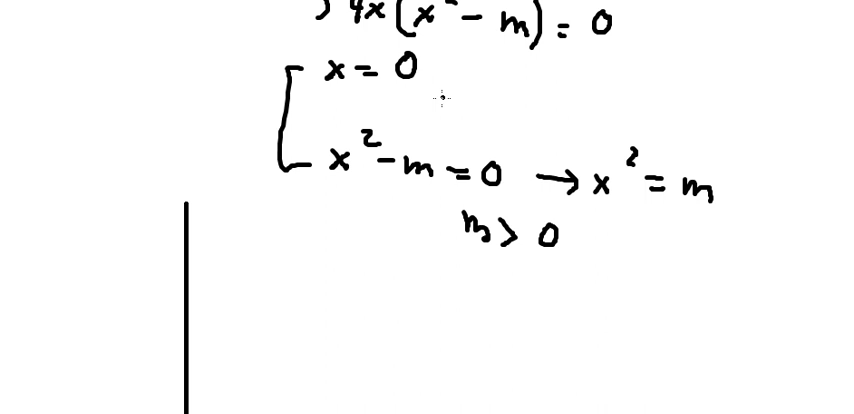 4x(x² - m) = 0
x = 0
x² - m = 0 → x² = m
m > 0